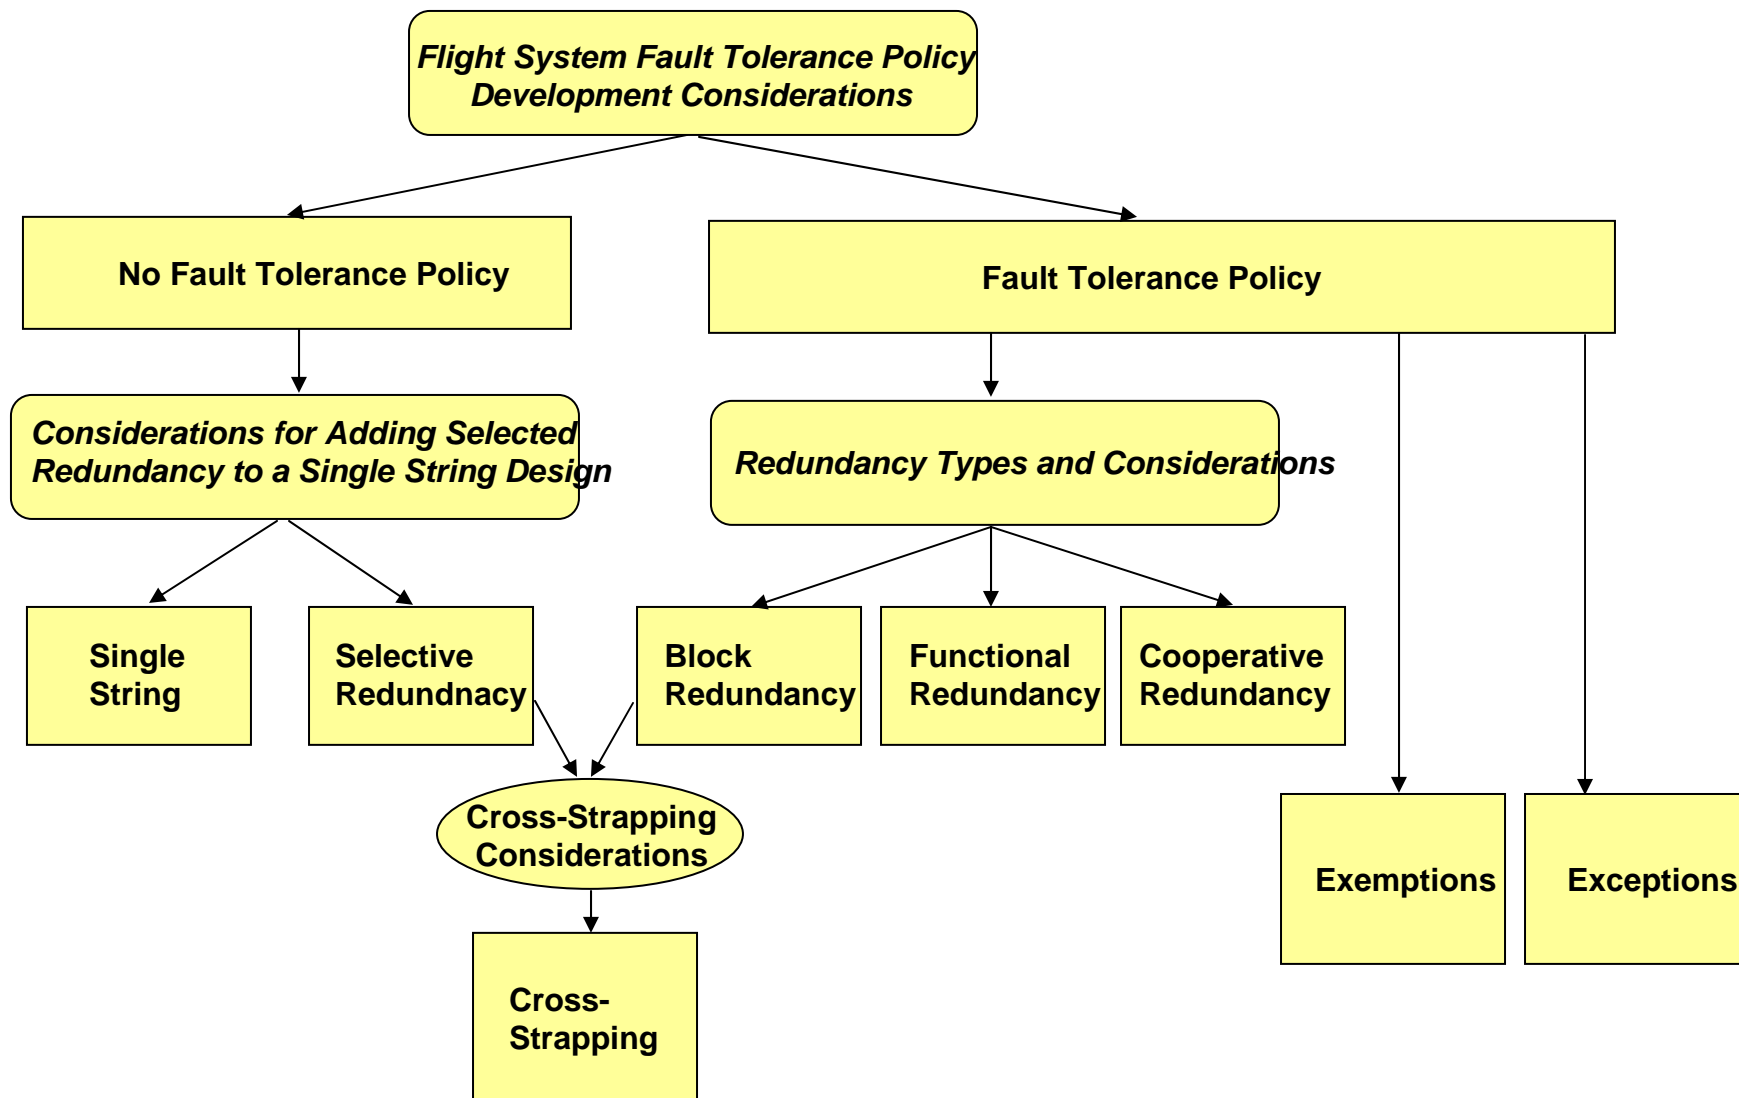 Flight System Fault Tolerance Policy
Development Considerations
No Fault Tolerance Policy
Fault Tolerance Policy
Considerations for Adding Selected
Redundancy to a Single String Design
Redundancy Types and Considerations
Single
String
Selective
Redundnacy
Block
Redundancy
Functional
Redundancy
Cooperative
Redundancy
Cross-Strapping
Considerations
Exemptions
Exceptions
Cross-
Strapping